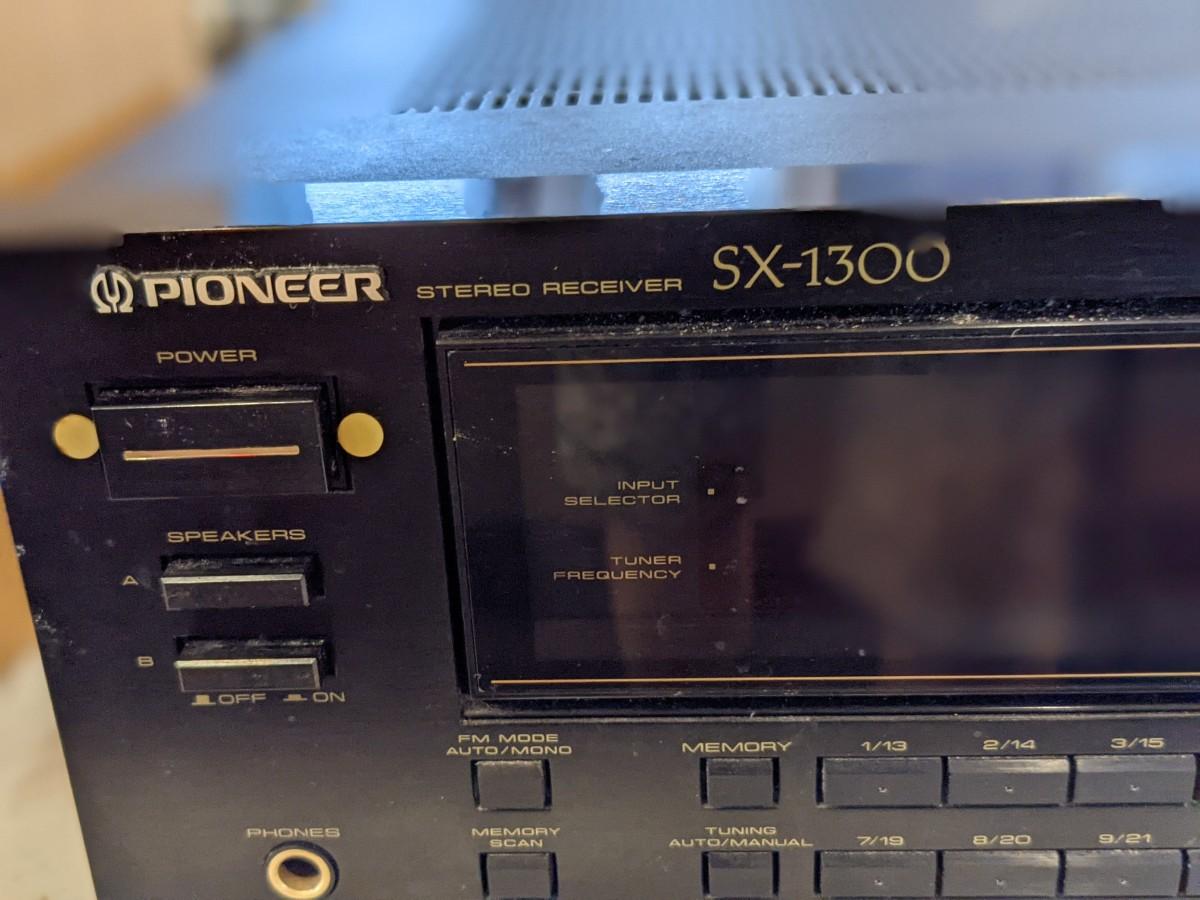 PIONEER STEREO RECEIVER SX-1300
POWER
INPUT
SELECTOR
SPEAKERS
TUNER
FREQUENCY
A
B
OFF ON
FM MODE
AUTO/MONO
MEMORY
1/13 2/14 3/15
PHONES
MEMORY
SCAN
TUNING
AUTO/MANUAL
7/19 8/20 9/21